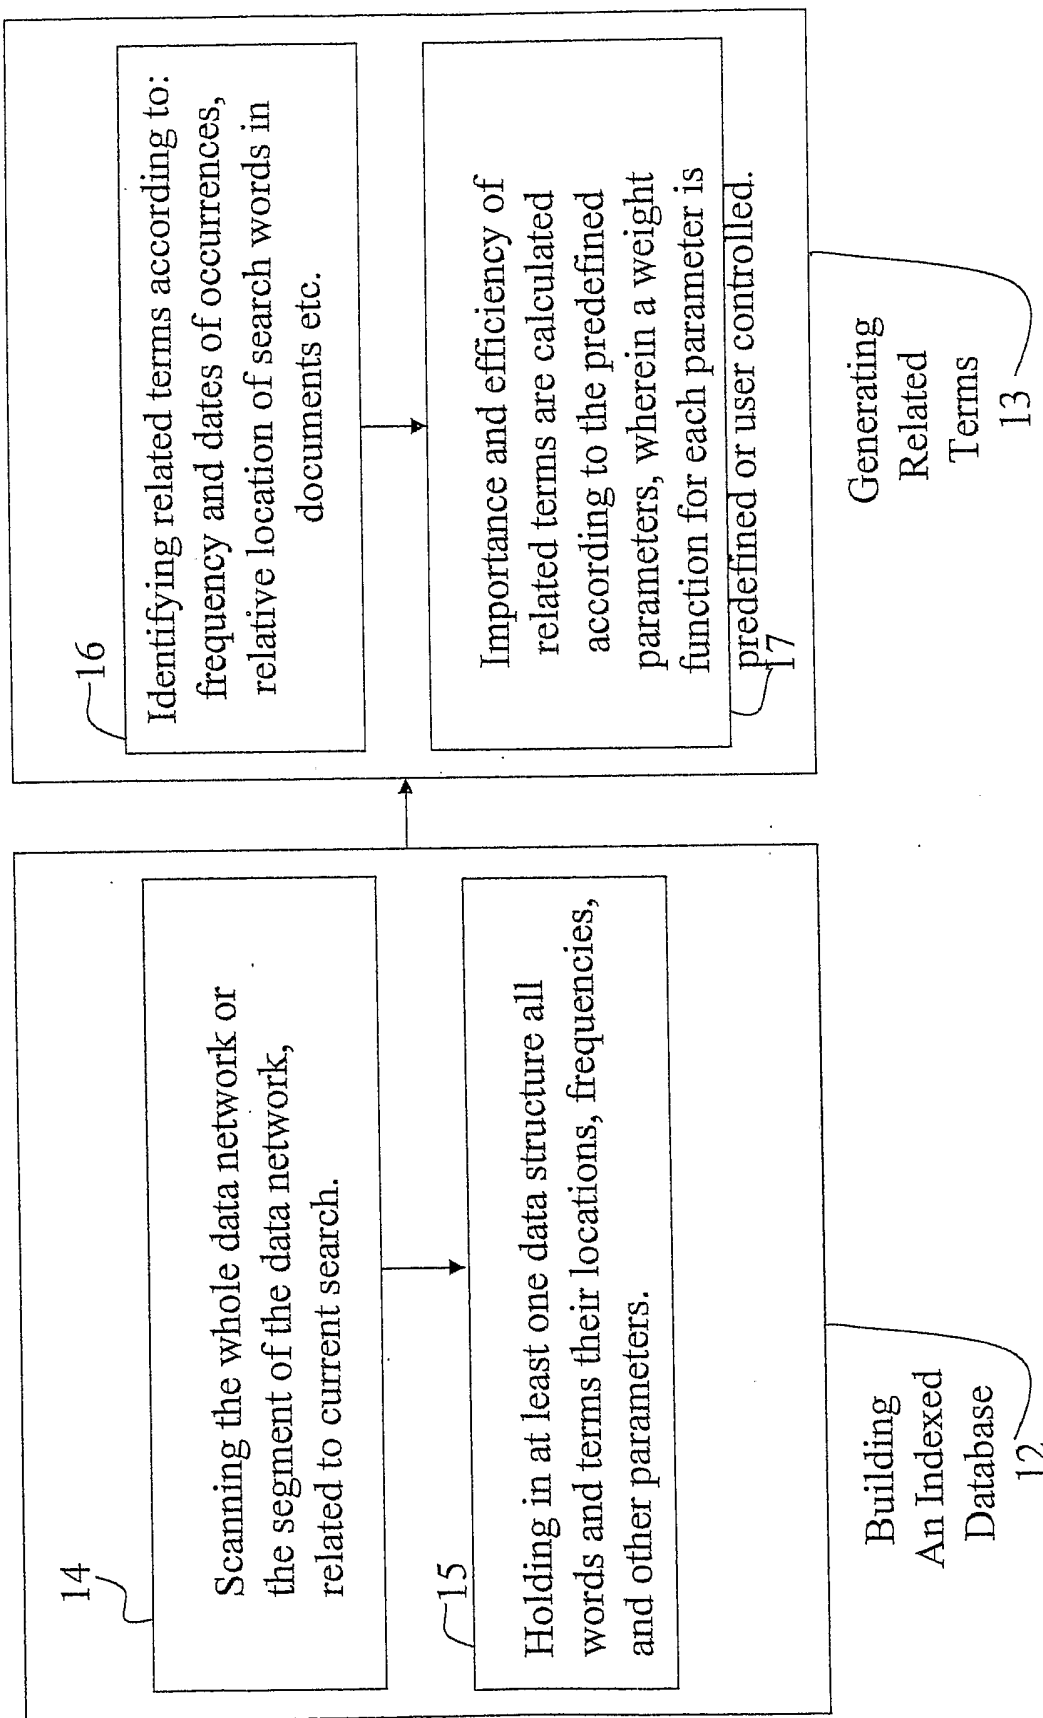 14
Scanning the whole data network or
the segment of the data network,
related to current search.
15
Holding in at least one data structure all
words and terms their locations, frequencies,
and other parameters.
Building
An Indexed
Database
12
16
Identifying related terms according to:
frequency and dates of occurrences,
relative location of search words in
documents etc.
Importance and efficiency of
related terms are calculated
according to the predefined
parameters, wherein a weight
function for each parameter is
predefined or user controlled.
17
Generating
Related
Terms
13